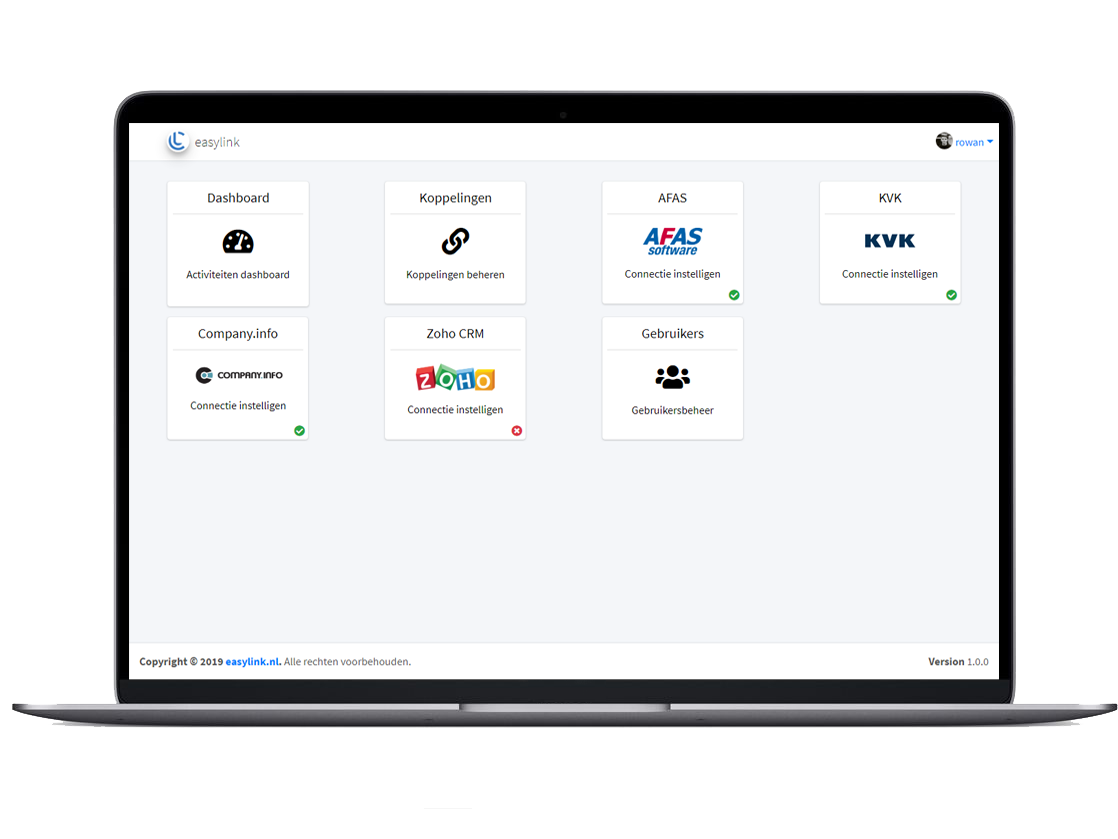 easylink
rowan
Dashboard
Activiteiten dashboard
Koppelingen
Koppelingen beheren
AFAS
AFAS
software
Connectie instelligen
KVK
KVK
Connectie instelligen
Company.info
COMPANY.INFO
Connectie instelligen
Zoho CRM
ZOHO
Connectie instelligen
Gebruikers
Gebruikersbeheer
Copyright © 2019 easylink.nl. Alle rechten voorbehouden.
Version 1.0.0